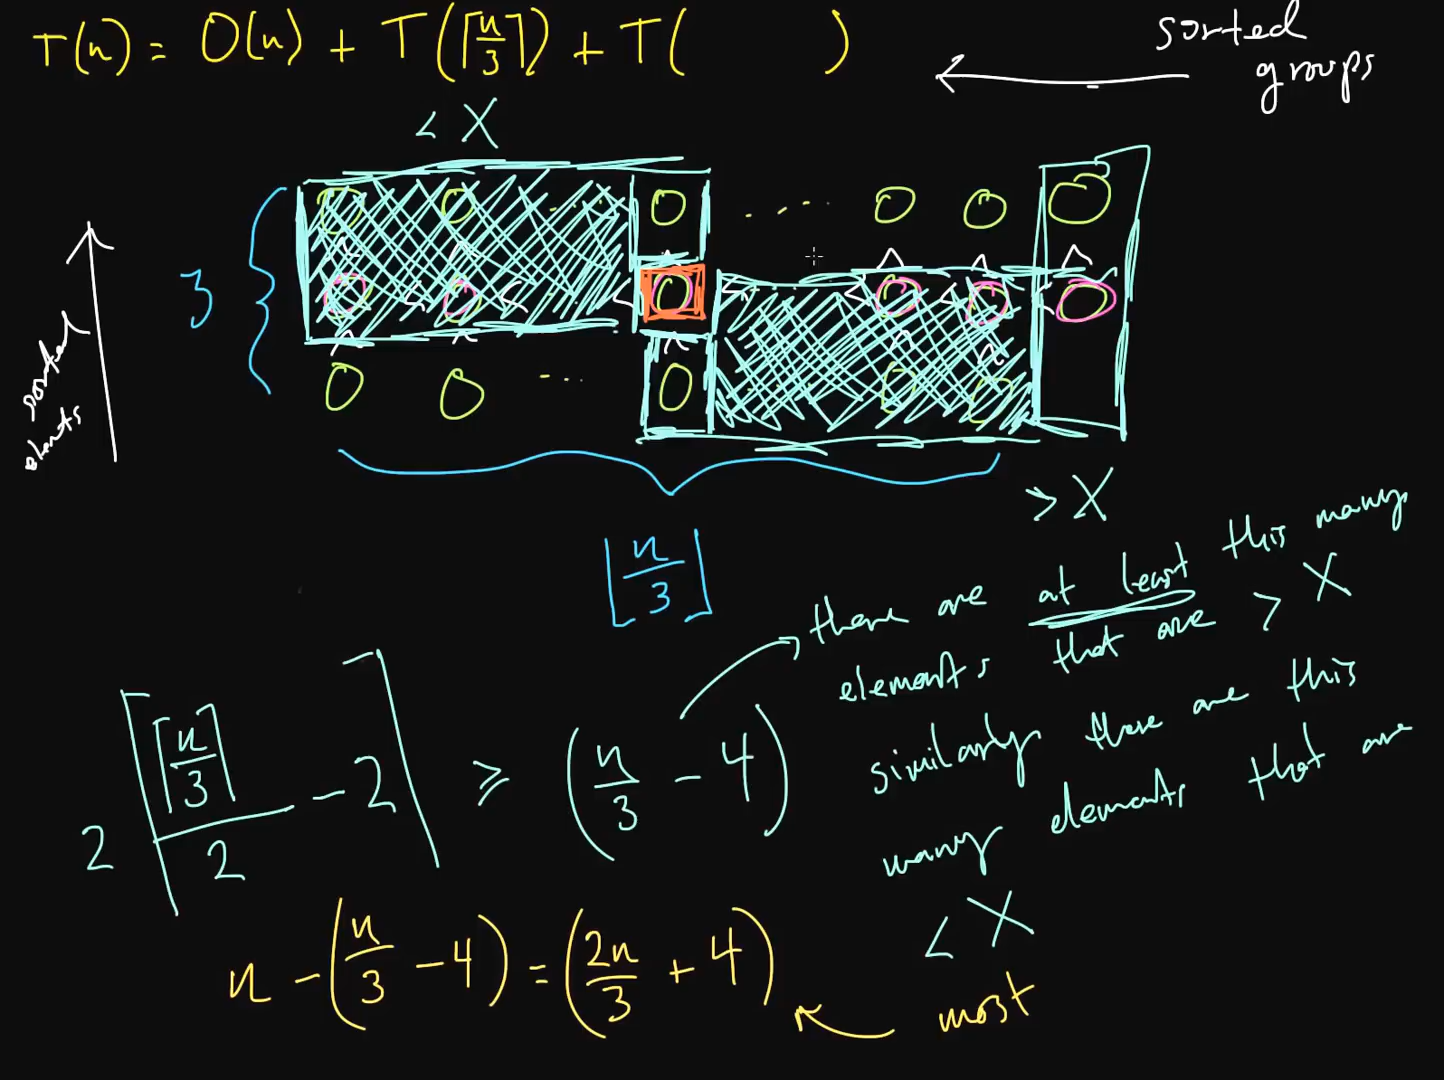 T(n) = O(n) + T(⌈n/3⌉) + T( )
sorted
groups
< X
3
sorted
elmts
⌊n/3⌋
> X
there are at least this many
elements that are > X
similarly there are this
many elements that are
< X
2⌈⌈n/3⌉/2 - 2⌉ ≥ (n/3 - 4)
n - (n/3 - 4) = (2n/3 + 4)
most